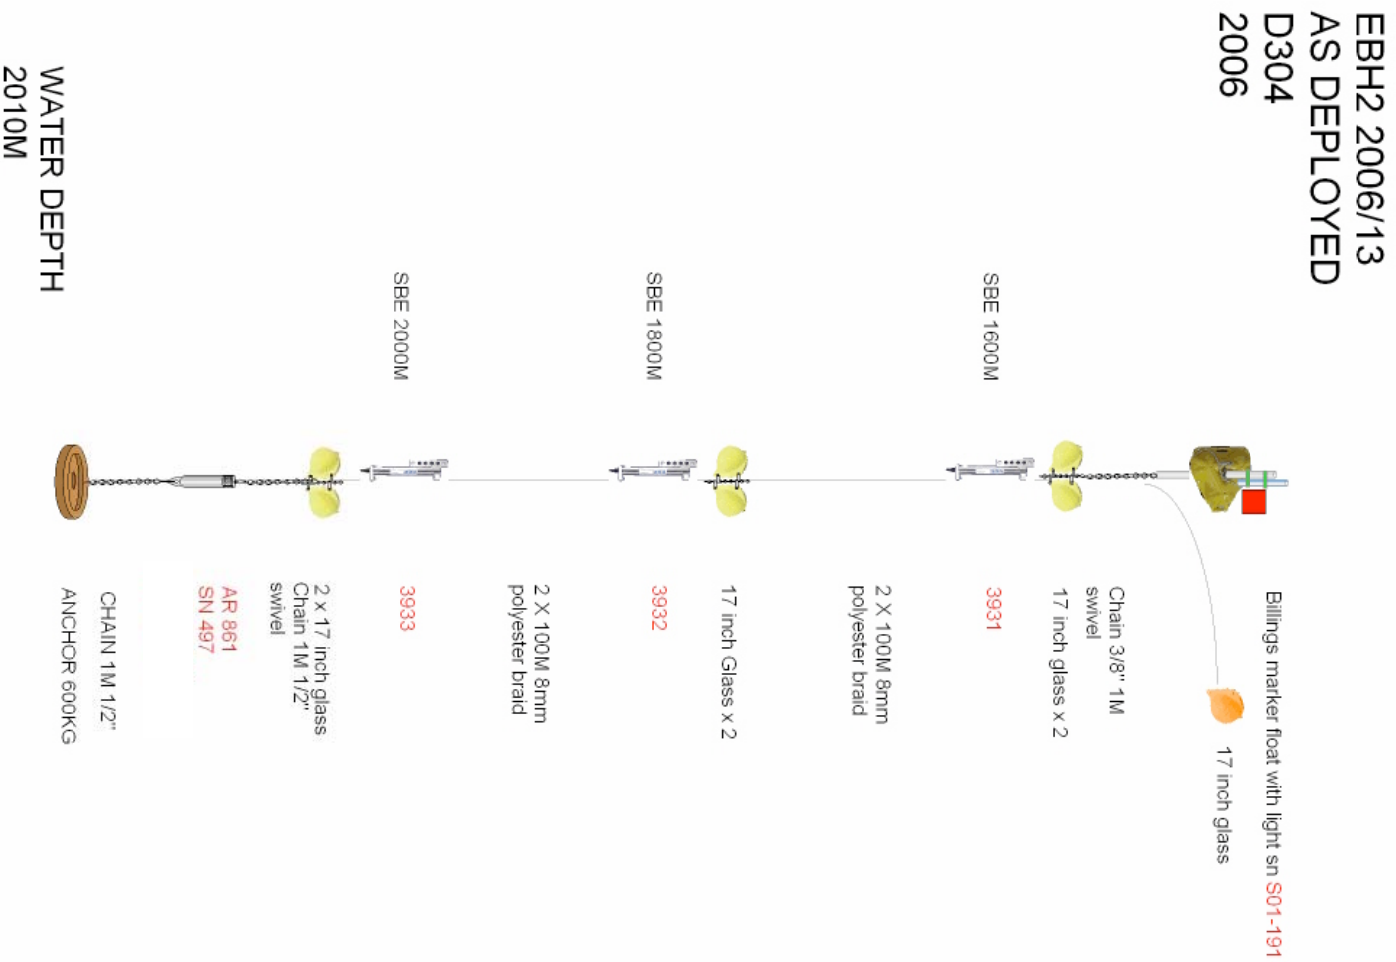 EBH2 2006/13
AS DEPLOYED
D304
2006
Billings marker float with light sn S01-191
17 inch glass
Chain 3/8" 1M
swivel
17 inch glass x 2
SBE 1600M
3931
2 X 100M 8mm
polyester braid
17 inch Glass x 2
SBE 1800M
3932
2 X 100M 8mm
polyester braid
SBE 2000M
3933
2 x 17 inch glass
Chain 1M 1/2"
swivel
AR 861
SN 497
CHAIN 1M 1/2"
ANCHOR 600KG
WATER DEPTH
2010M